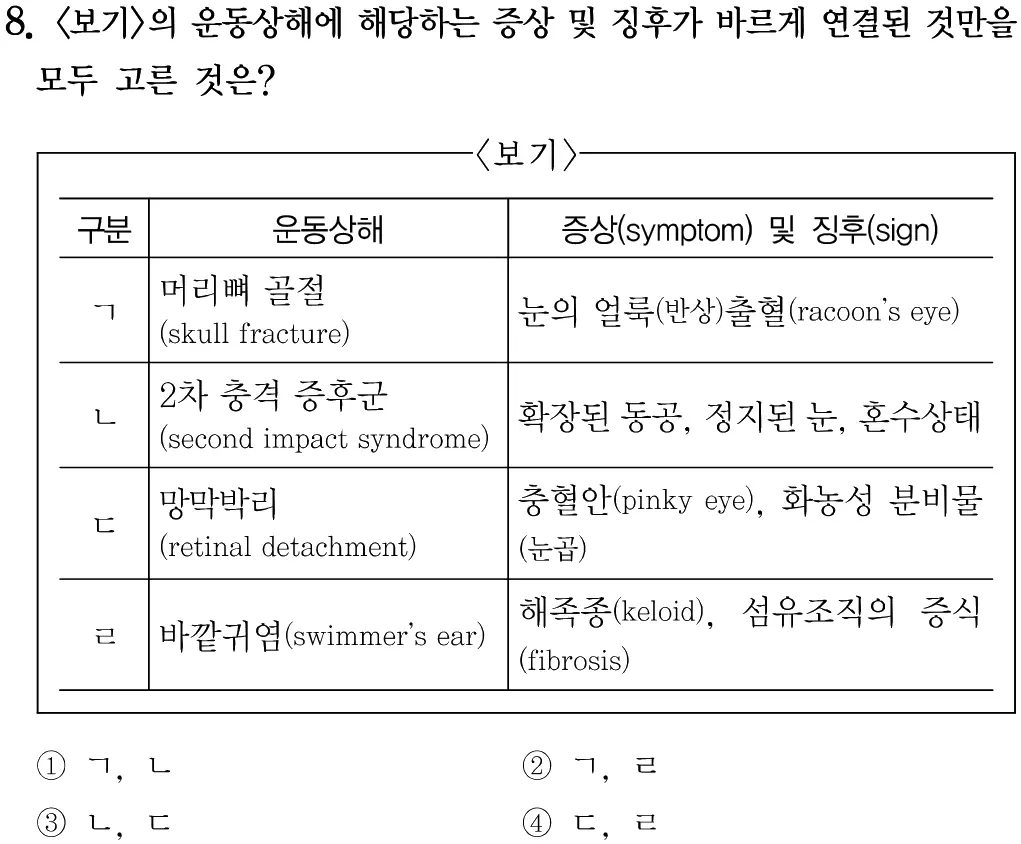 8. 〈보기〉의 운동상해에 해당하는 증상 및 징후가 바르게 연결된 것만을
모두 고른 것은?
〈보기〉
구분 운동상해 증상(symptom) 및 징후(sign)
ㄱ 머리뼈 골절 (skull fracture) 눈의 얼룩(반상)출혈(racoon's eye)
ㄴ 2차 충격 증후군 (second impact syndrome) 확장된 동공, 정지된 눈, 혼수상태
ㄷ 망막박리 (retinal detachment) 충혈안(pinky eye), 화농성 분비물 (눈곱)
ㄹ 바깥귀염(swimmer's ear) 해족종(keloid), 섬유조직의 증식 (fibrosis)
① ㄱ, ㄴ ② ㄱ, ㄹ
③ ㄴ, ㄷ ④ ㄷ, ㄹ